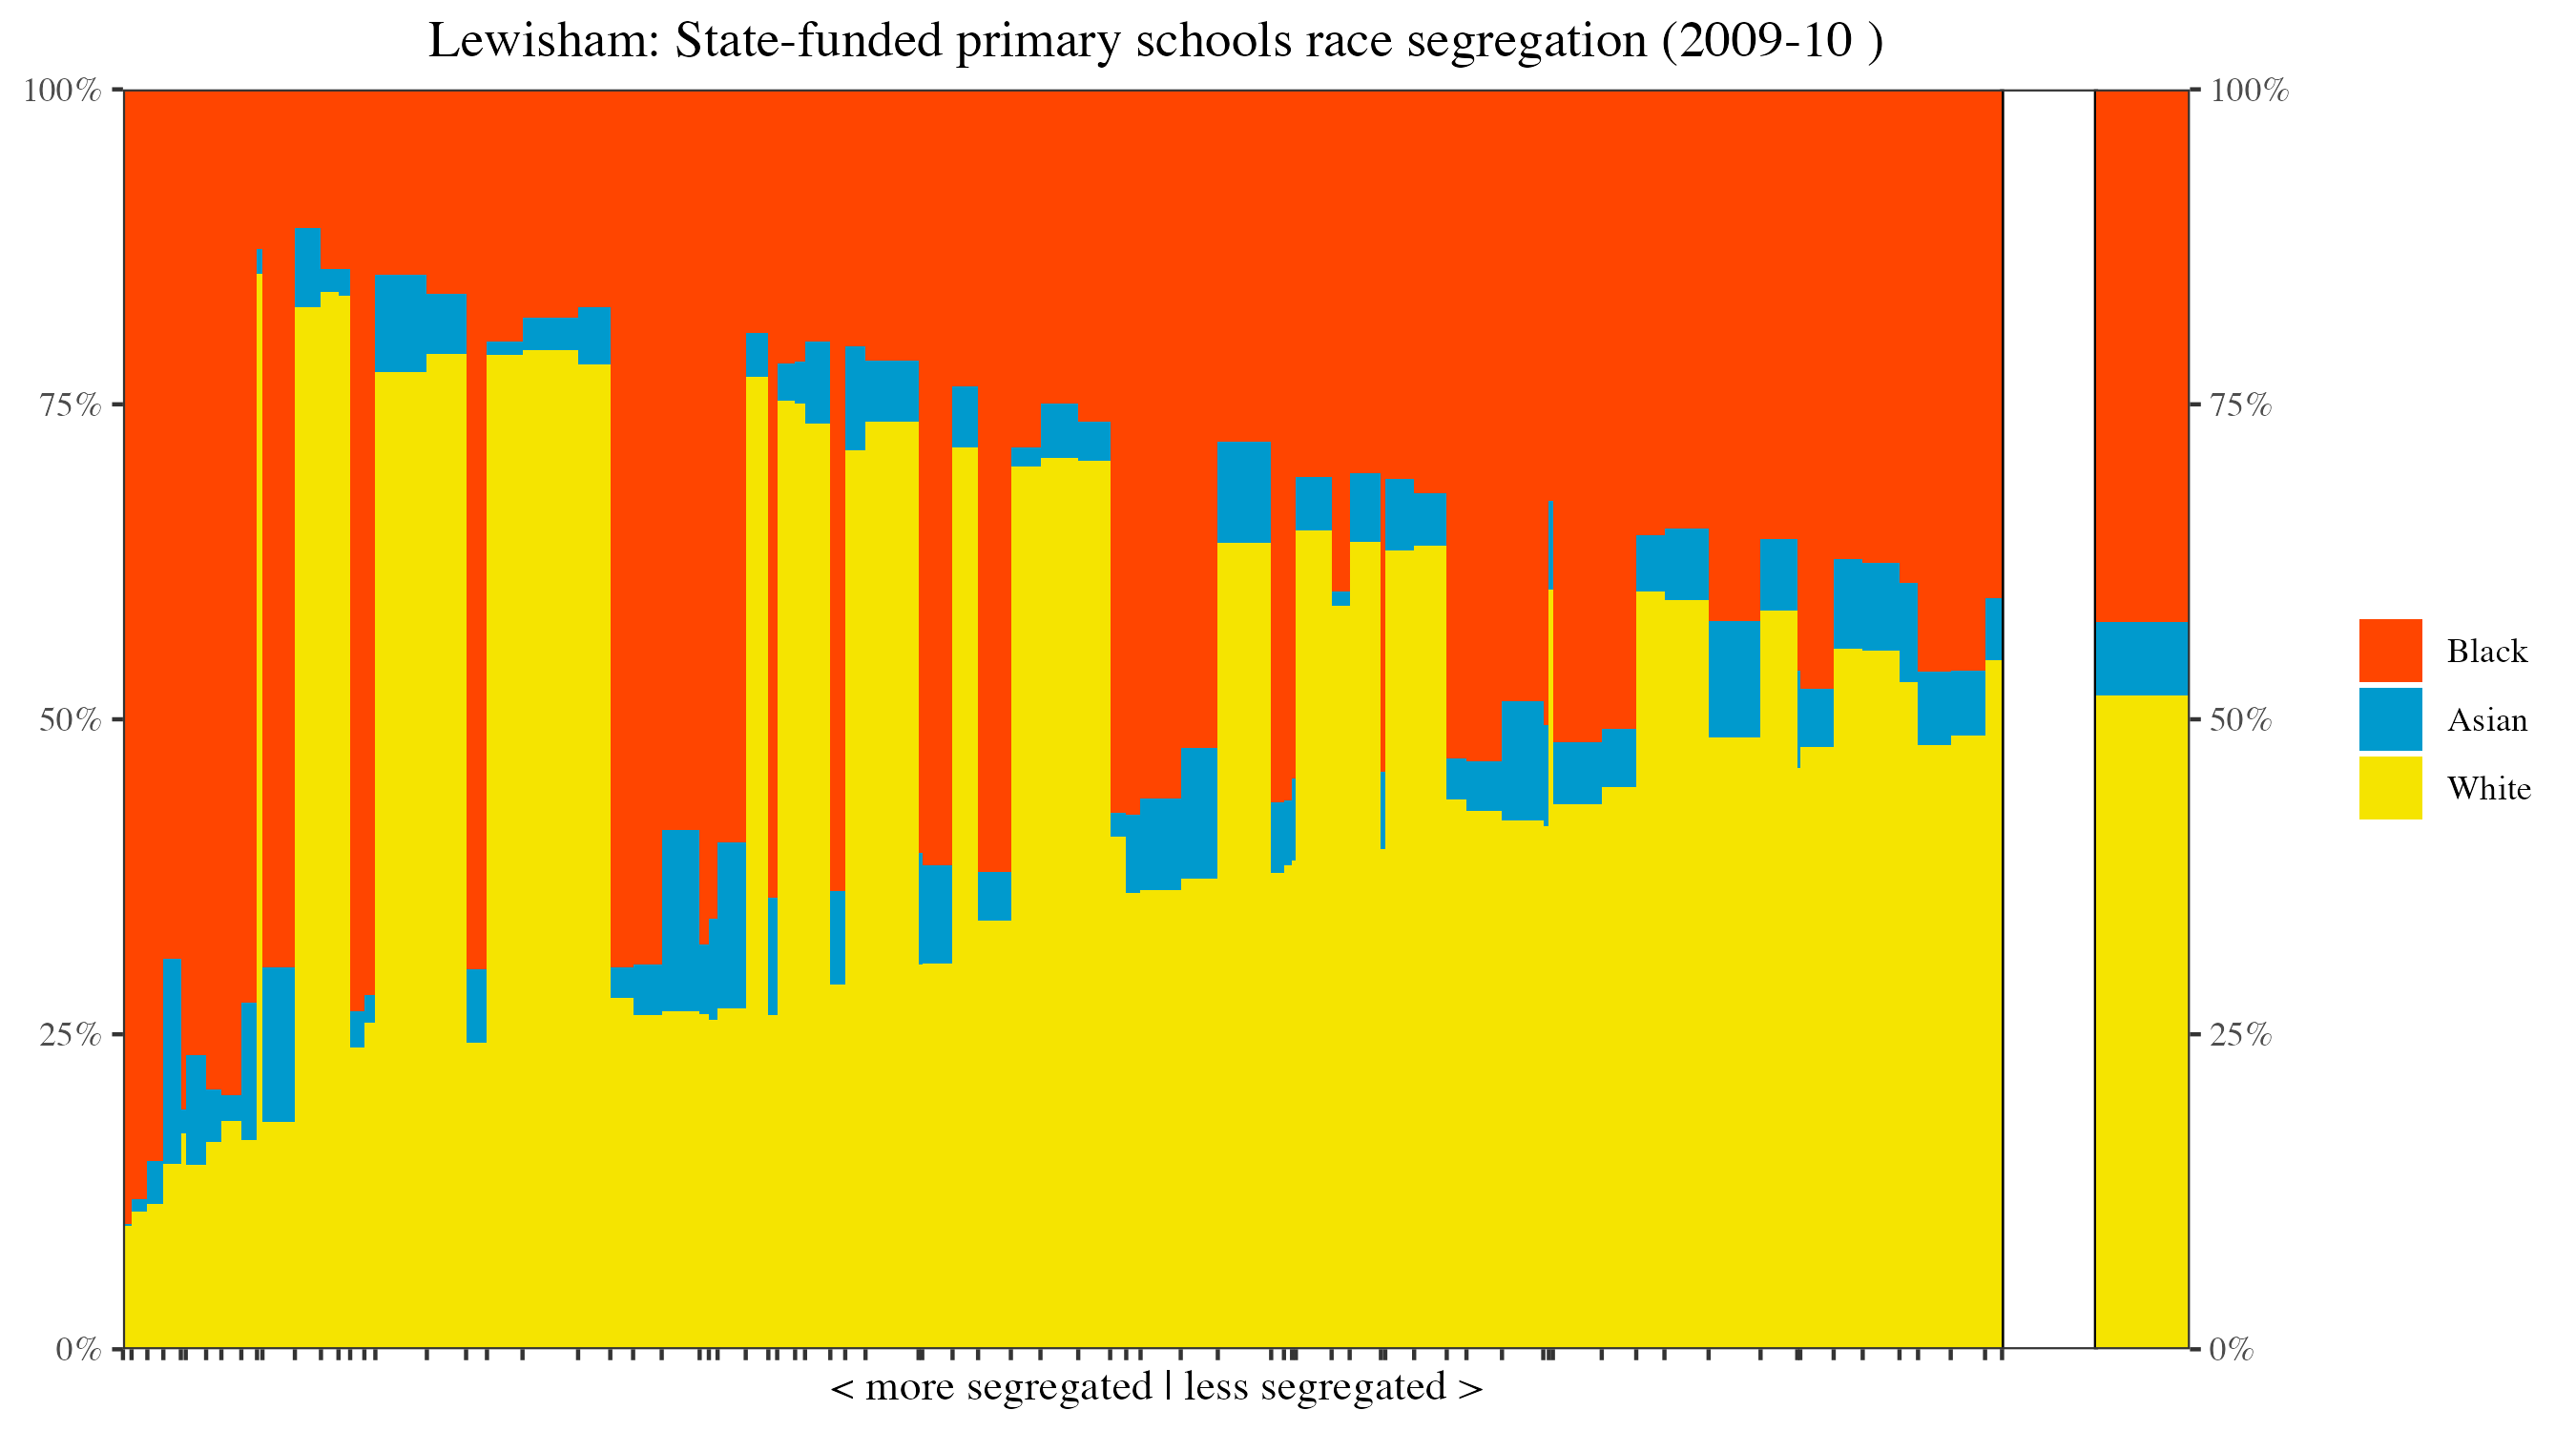 Lewisham: State-funded primary schools race segregation (2009-10 )
100%
75%
50%
25%
0%
100%
75%
50%
25%
0%
< more segregated | less segregated >
Black
Asian
White